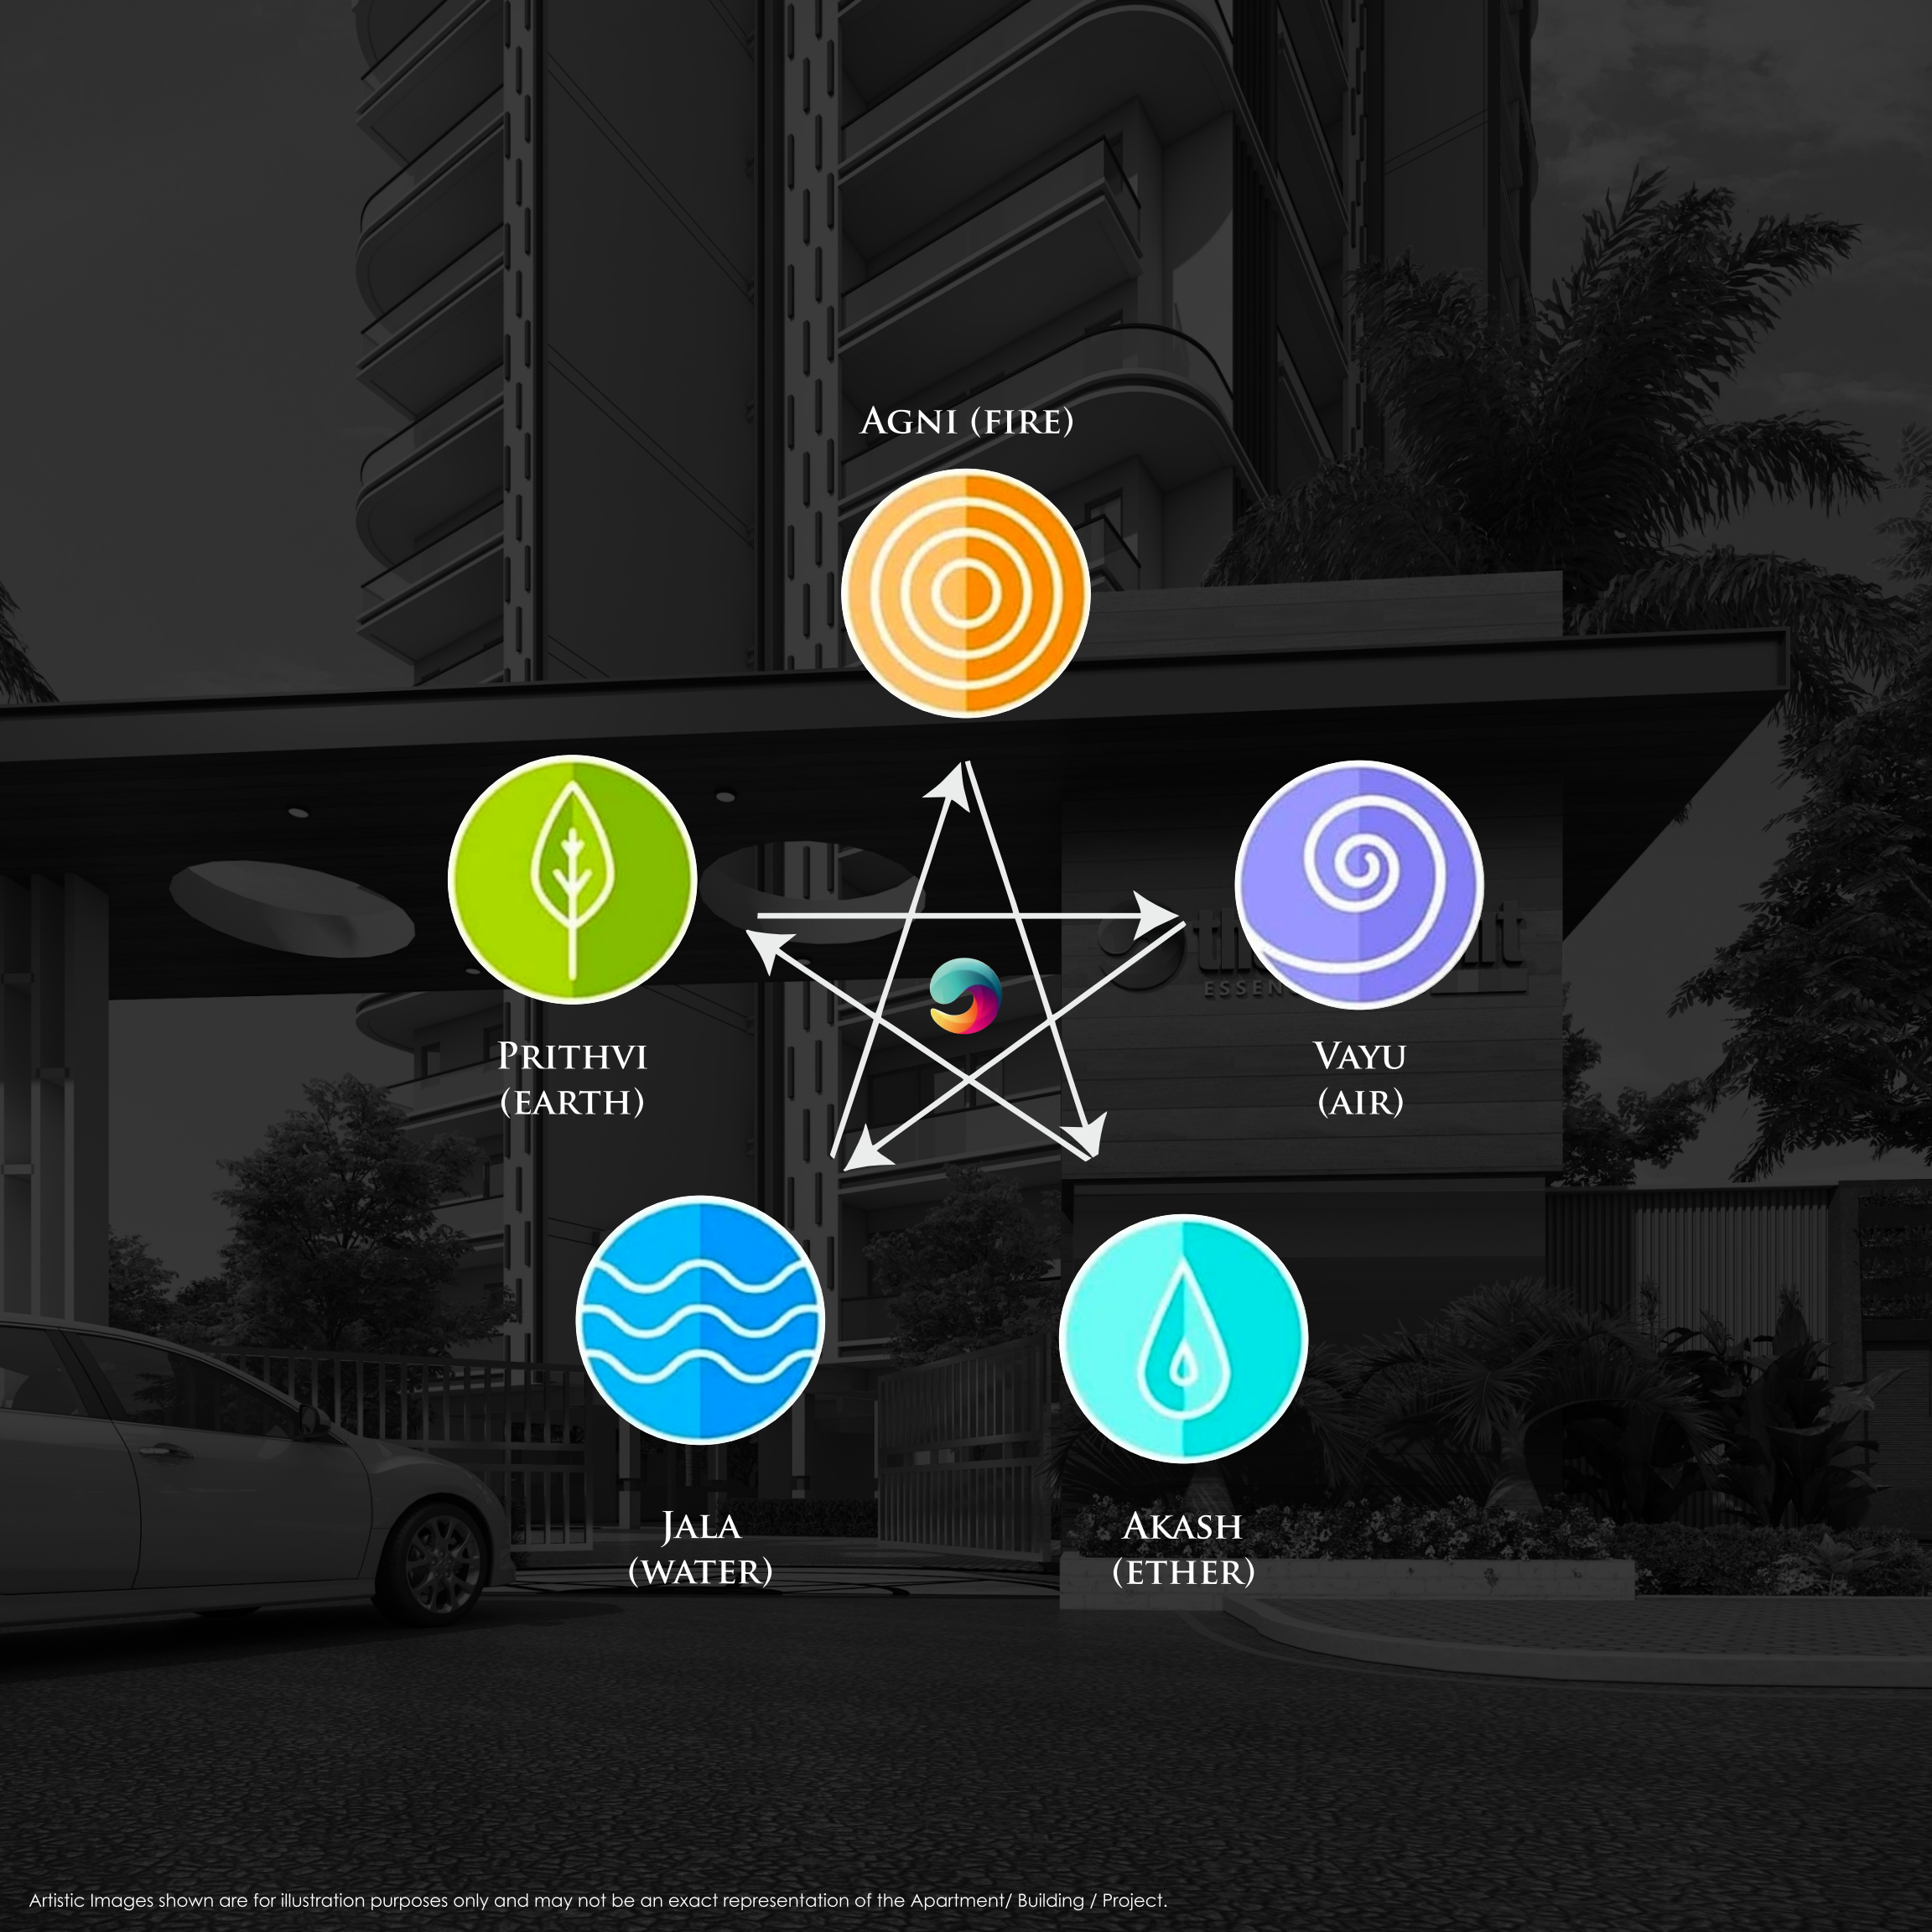 Agni (fire)
Prithvi
(earth)
Vayu
(air)
Jala
(water)
Akash
(ether)
Artistic Images shown are for illustration purposes only and may not be an exact representation of the Apartment/ Building / Project.